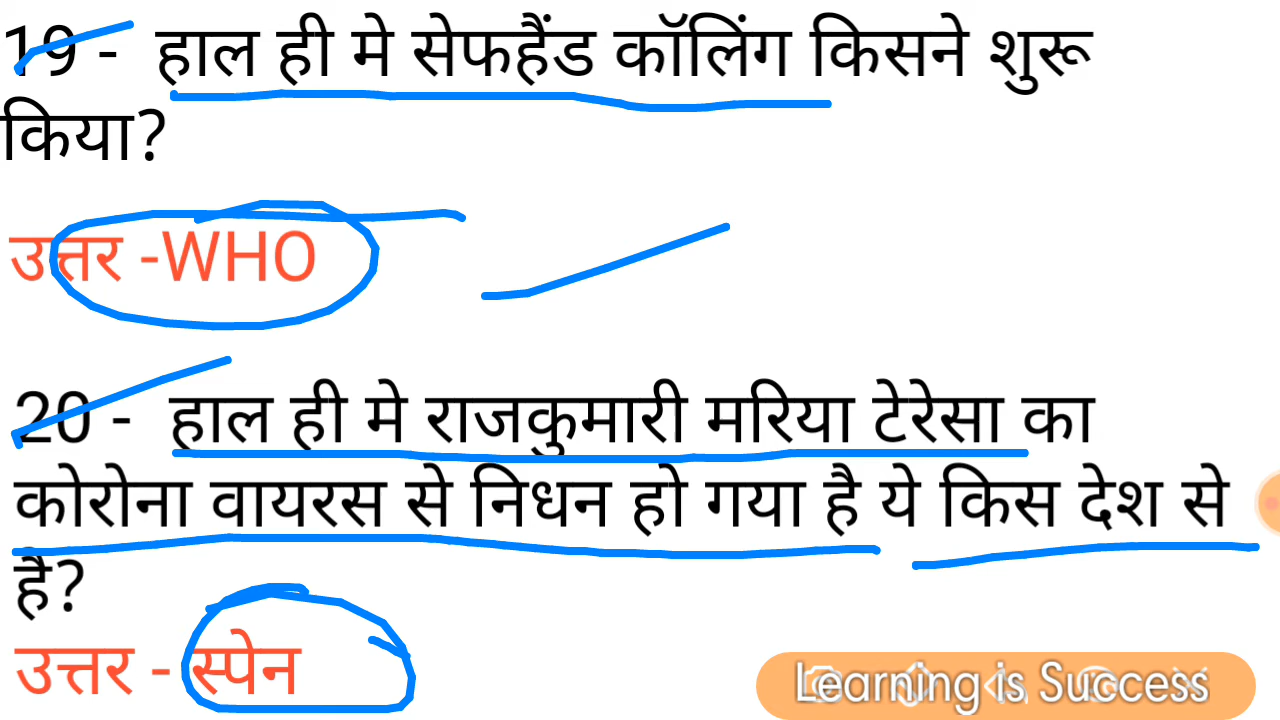 19 - हाल ही मे सेफहैंड कॉलिंग किसने शुरू
किया?
उत्तर -WHO
20 - हाल ही मे राजकुमारी मरिया टेरेसा का
कोरोना वायरस से निधन हो गया है ये किस देश से
है?
उत्तर - स्पेन
Learning is Success